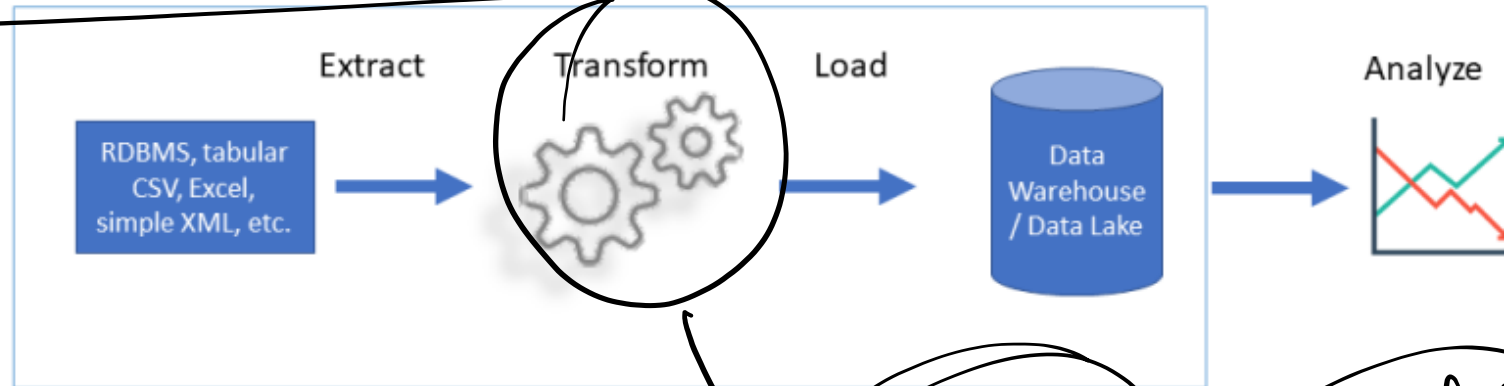 Extract
Transform
Load
Analyze
RDBMS, tabular
CSV, Excel,
simple XML, etc.
Data
Warehouse
/ Data Lake